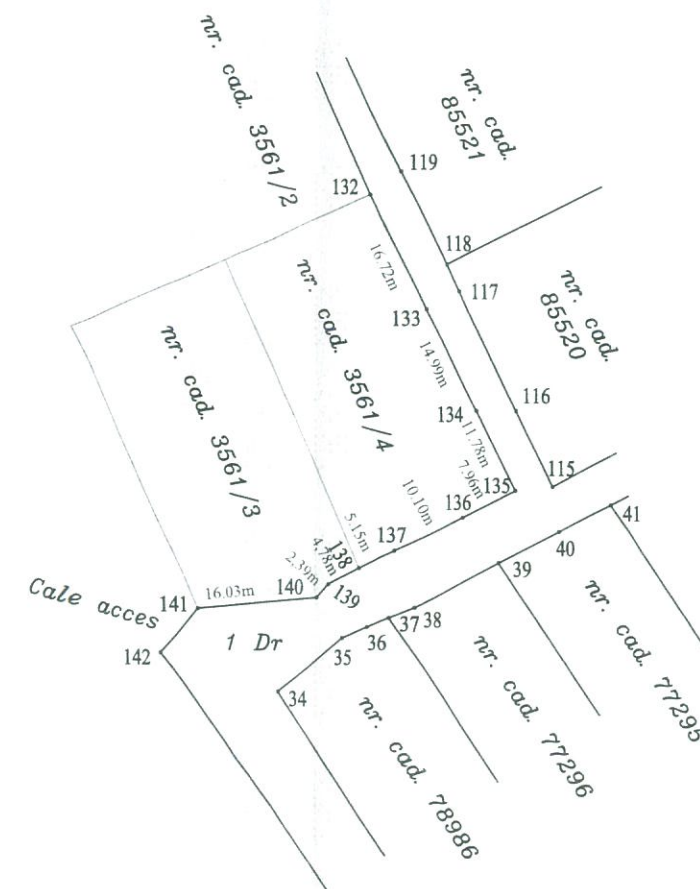 nr. cad. 3561/2
nr. cad.
85521
119
132
118
16.72m
nr. cad. 3561/4
117
nr. cad.
85520
133
nr. cad. 3561/3
14.99m
134
116
11.78m
7.96m
135
115
10.10m
136
5.15m
137
41
4.78m
138
40
2.39m
39
Cale acces
141
16.03m
140
139
nr. cad. 77295
37
38
36
142
1 Dr
35
nr. cad. 77296
34
nr. cad. 78986